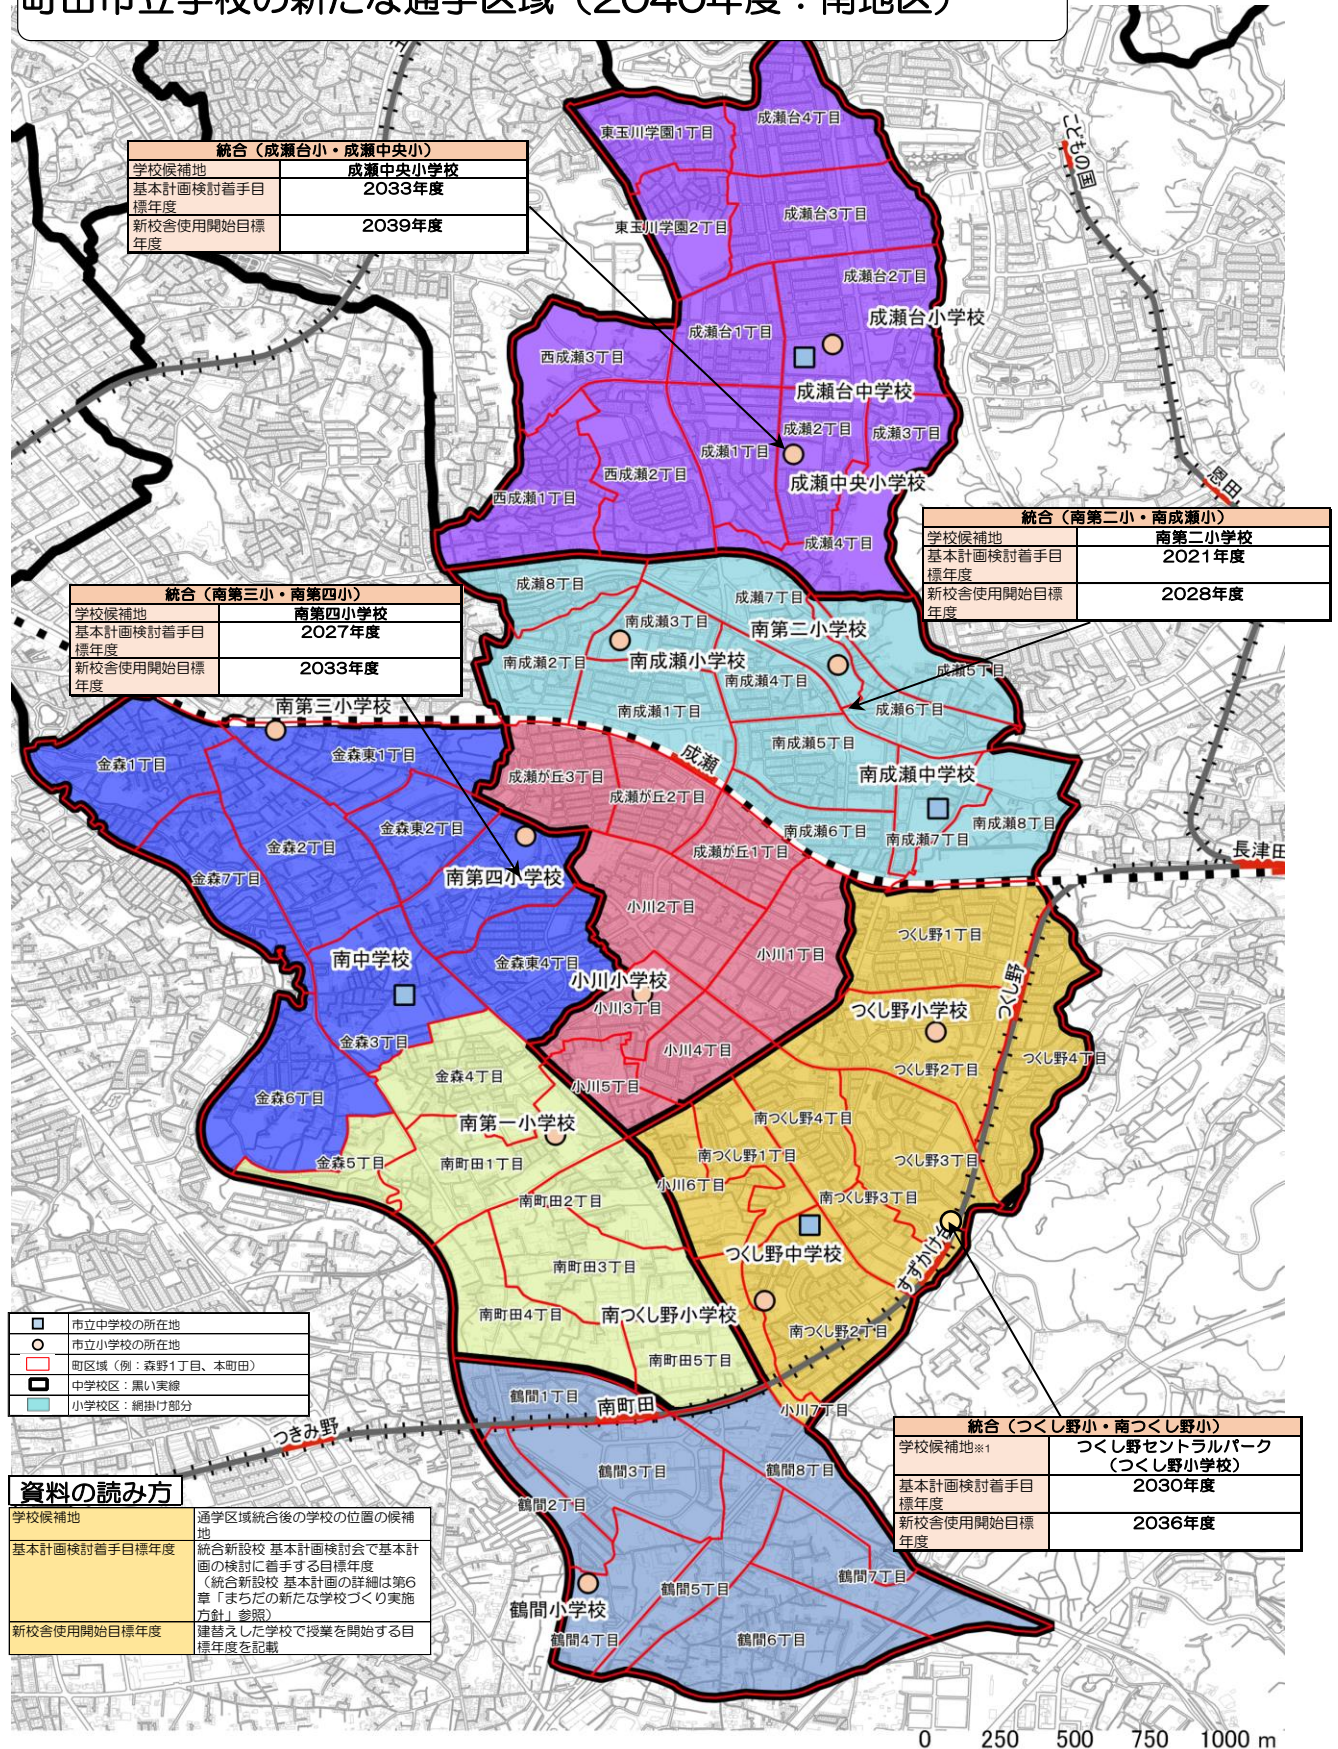 町田市立学校の新たな通学区域（2040年度：南地区）
こどもの国
東玉川学園1丁目
成瀬台4丁目
統合（成瀬台小・成瀬中央小）
学校候補地
成瀬中央小学校
基本計画検討着手目
標年度
2033年度
新校舎使用開始目標
年度
2039年度
東玉川学園2丁目
成瀬台3丁目
成瀬台2丁目
成瀬台小学校
成瀬台1丁目
西成瀬3丁目
成瀬台中学校
成瀬2丁目
成瀬3丁目
成瀬1丁目
西成瀬2丁目
成瀬中央小学校
西成瀬1丁目
恩田
成瀬4丁目
統合（南第二小・南成瀬小）
学校候補地
南第二小学校
基本計画検討着手目
標年度
2021年度
新校舎使用開始目標
年度
2028年度
成瀬8丁目
成瀬7丁目
統合（南第三小・南第四小）
学校候補地
南第四小学校
基本計画検討着手目
標年度
2027年度
新校舎使用開始目標
年度
2033年度
南成瀬3丁目
南第二小学校
南成瀬2丁目
南成瀬小学校
成瀬5丁目
南成瀬4丁目
南第三小学校
南成瀬1丁目
成瀬6丁目
金森1丁目
金森東1丁目
成瀬
南成瀬5丁目
成瀬が丘3丁目
南成瀬中学校
成瀬が丘2丁目
金森東2丁目
南成瀬6丁目
南成瀬7丁目
南成瀬8丁目
金森2丁目
成瀬が丘1丁目
長津田
金森7丁目
南第四小学校
小川2丁目
つくし野1丁目
南中学校
金森東4丁目
小川1丁目
小川小学校
つくし野
小川3丁目
つくし野小学校
金森3丁目
小川4丁目
つくし野4丁目
金森4丁目
つくし野2丁目
小川5丁目
金森6丁目
南第一小学校
南つくし野4丁目
金森5丁目
南町田1丁目
南つくし野1丁目
つくし野3丁目
小川6丁目
南町田2丁目
南つくし野3丁目
つくし野中学校
南町田3丁目
すずかけ台
南町田4丁目
南つくし野小学校
南つくし野2丁目
南町田5丁目
市立中学校の所在地
市立小学校の所在地
町区域（例：森野1丁目、本町田）
中学校区：黒い実線
小学校区：網掛け部分
鶴間1丁目
南町田
小川7丁目
つきみ野
統合（つくし野小・南つくし野小）
学校候補地※1
つくし野セントラルパーク
（つくし野小学校）
基本計画検討着手目
標年度
2030年度
新校舎使用開始目標
年度
2036年度
鶴間3丁目
鶴間8丁目
鶴間2丁目
資料の読み方
学校候補地
通学区域統合後の学校の位置の候補
地
基本計画検討着手目標年度
統合新設校 基本計画検討会で基本計
画の検討に着手する目標年度
（統合新設校 基本計画の詳細は第6
章「まちだの新たな学校づくり実施
方針」参照）
新校舎使用開始目標年度
建替えした学校で授業を開始する目
標年度を記載
鶴間5丁目
鶴間7丁目
鶴間小学校
鶴間4丁目
鶴間6丁目
0 250 500 750 1000 m